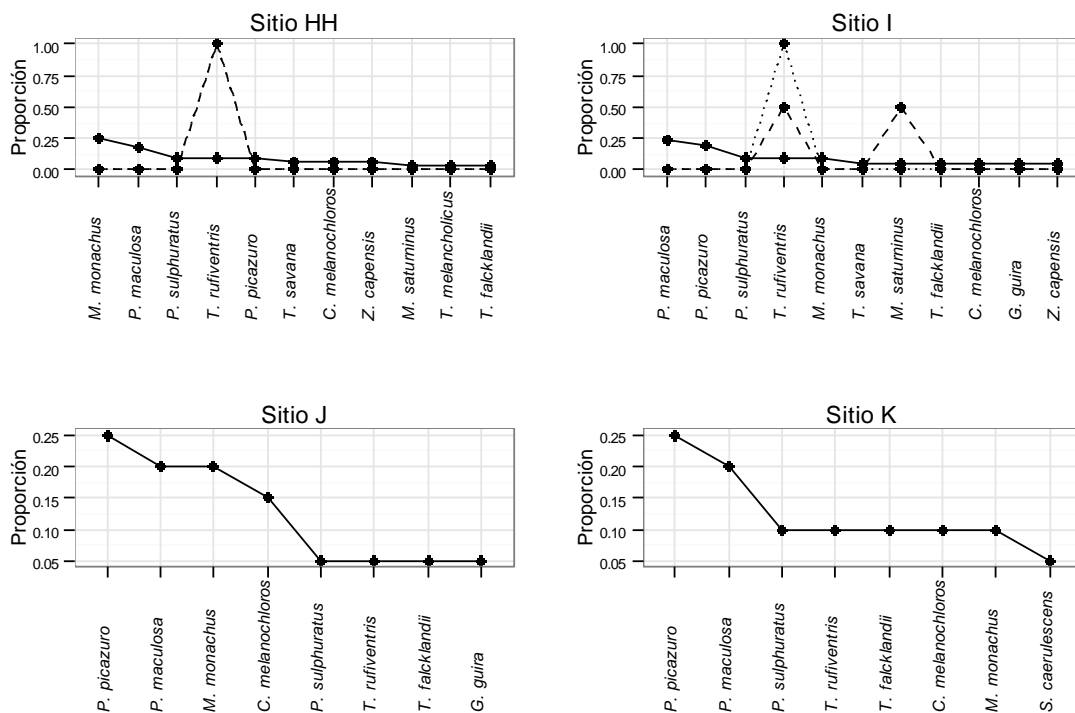 Sitio HH
Proporción
1.00
0.75
0.50
0.25
0.00
M. monachus
P. maculosa
P. sulphuratus
T. rufiventris
P. picazuro
T. savana
C. melanochloros
Z. capensis
M. saturninus
T. melancholicus
T. falcklandii
Sitio I
Proporción
1.00
0.75
0.50
0.25
0.00
P. maculosa
P. picazuro
P. sulphuratus
T. rufiventris
M. monachus
T. savana
M. saturninus
T. falcklandii
C. melanochloros
G. guira
Z. capensis
Sitio J
Proporción
0.25
0.20
0.15
0.10
0.05
P. picazuro
P. maculosa
M. monachus
C. melanochloros
P. sulphuratus
T. rufiventris
T. falcklandii
G. guira
Sitio K
Proporción
0.25
0.20
0.15
0.10
0.05
P. picazuro
P. maculosa
P. sulphuratus
T. rufiventris
T. falcklandii
C. melanochloros
M. monachus
S. caerulescens